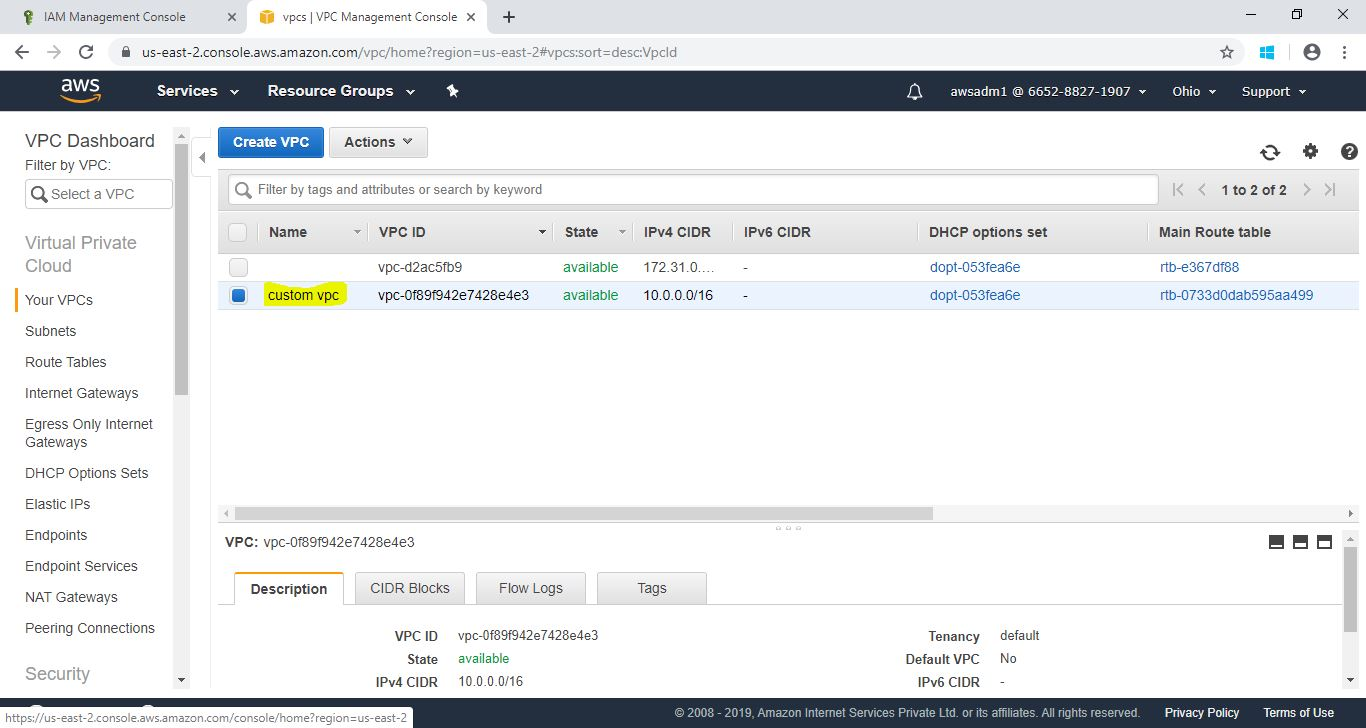 IAM Management Console
vpcs | VPC Management Console
us-east-2.console.aws.amazon.com/vpc/home?region=us-east-2#vpcs:sort=desc:VpcId
aws
Services
Resource Groups
awsadm1 @ 6652-8827-1907
Ohio
Support
VPC Dashboard
Filter by VPC:
Select a VPC
Virtual Private
Cloud
Your VPCs
Subnets
Route Tables
Internet Gateways
Egress Only Internet
Gateways
DHCP Options Sets
Elastic IPs
Endpoints
Endpoint Services
NAT Gateways
Peering Connections
Security
Create VPC
Actions
Filter by tags and attributes or search by keyword
1 to 2 of 2
Name VPC ID State IPv4 CIDR IPv6 CIDR DHCP options set Main Route table
vpc-d2ac5fb9 available 172.31.0.... - dopt-053fea6e rtb-e367df88
custom vpc vpc-0f89f942e7428e4e3 available 10.0.0.0/16 - dopt-053fea6e rtb-0733d0dab595aa499
VPC: vpc-0f89f942e7428e4e3
Description CIDR Blocks Flow Logs Tags
VPC ID vpc-0f89f942e7428e4e3 Tenancy default
State available Default VPC No
IPv4 CIDR 10.0.0.0/16 IPv6 CIDR -
https://us-east-2.console.aws.amazon.com/console/home?region=us-east-2
© 2008 - 2019, Amazon Internet Services Private Ltd. or its affiliates. All rights reserved. Privacy Policy Terms of Use